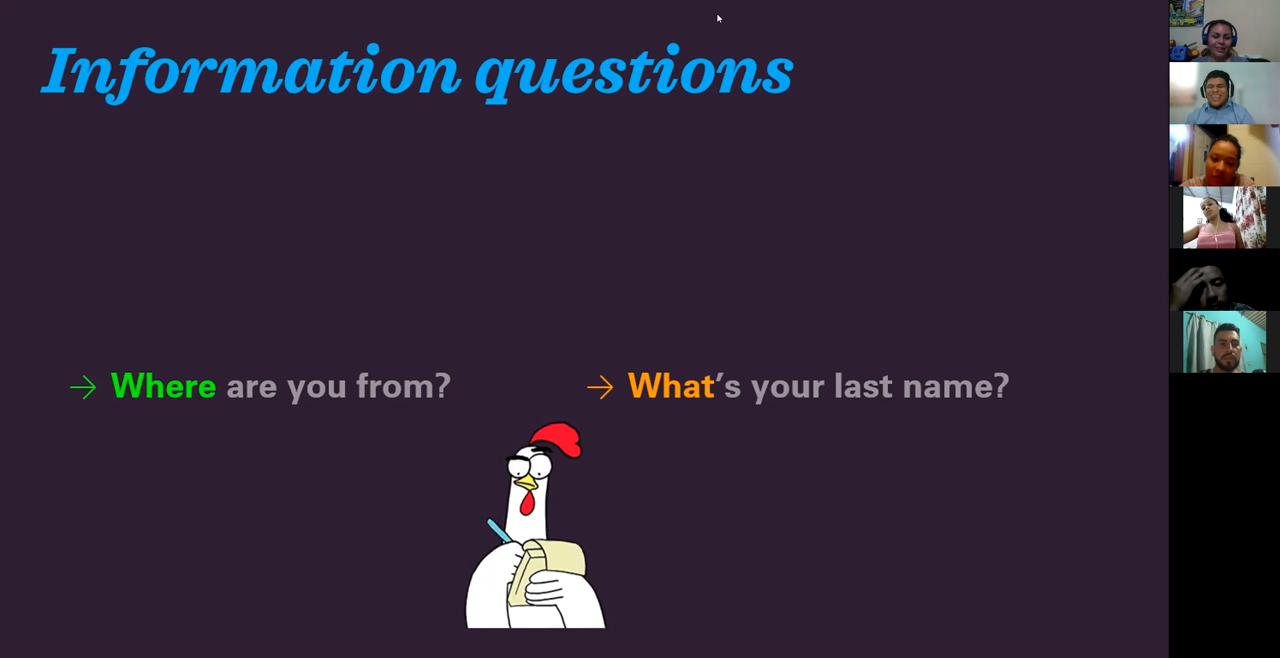 Information questions
→ Where are you from?
→ What’s your last name?